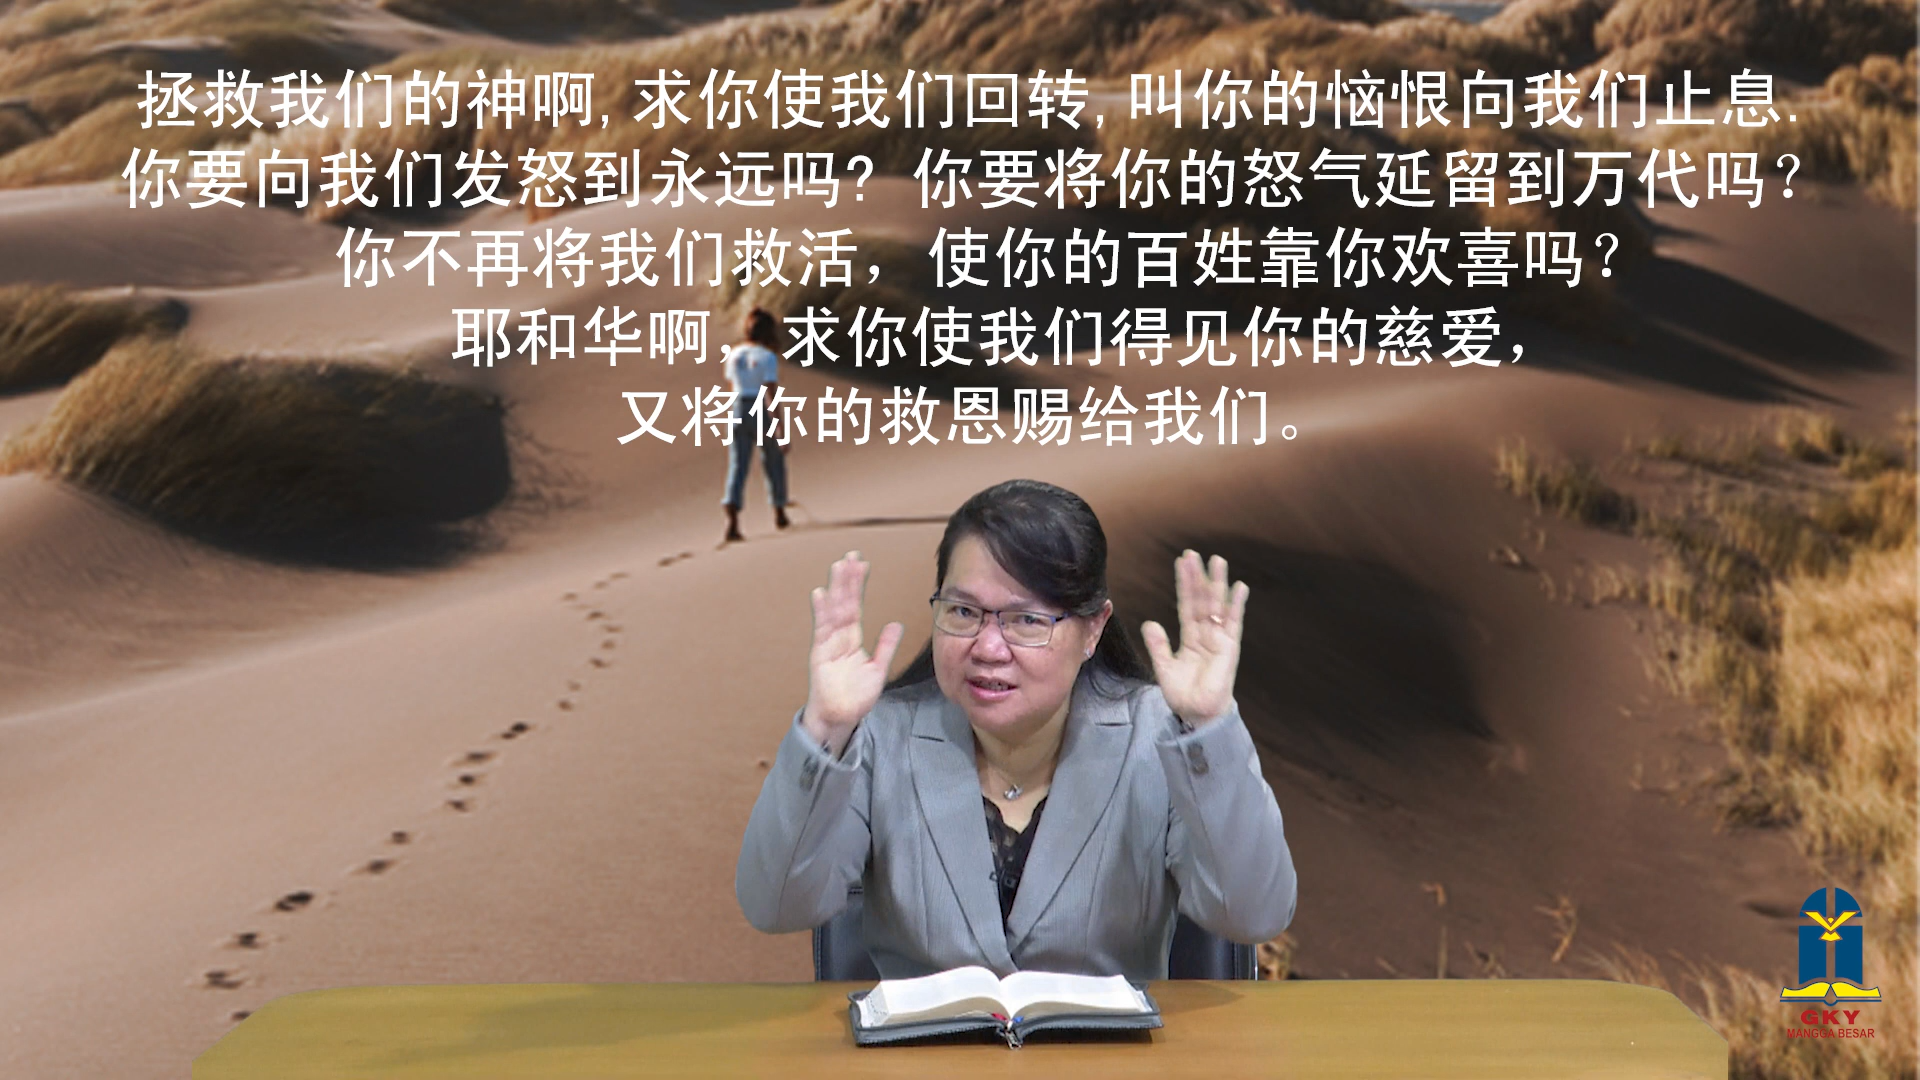 拯救我们的神啊,求你使我们回转,叫你的恼恨向我们止息.
你要向我们发怒到永远吗? 你要将你的怒气延留到万代吗?
你不再将我们救活，使你的百姓靠你欢喜吗?
耶和华啊，求你使我们得见你的慈爱，
又将你的救恩赐给我们。
GKY
MANGGA BESAR